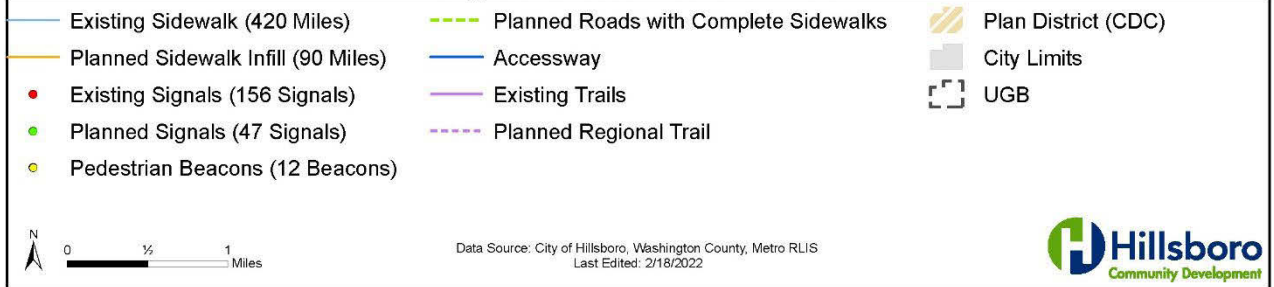 Existing Sidewalk (420 Miles)
Planned Sidewalk Infill (90 Miles)
Existing Signals (156 Signals)
Planned Signals (47 Signals)
Pedestrian Beacons (12 Beacons)
Planned Roads with Complete Sidewalks
Accessway
Existing Trails
Planned Regional Trail
Plan District (CDC)
City Limits
UGB
N
0 ½ 1
Miles
Data Source: City of Hillsboro, Washington County, Metro RLIS
Last Edited: 2/18/2022
Hillsboro
Community Development